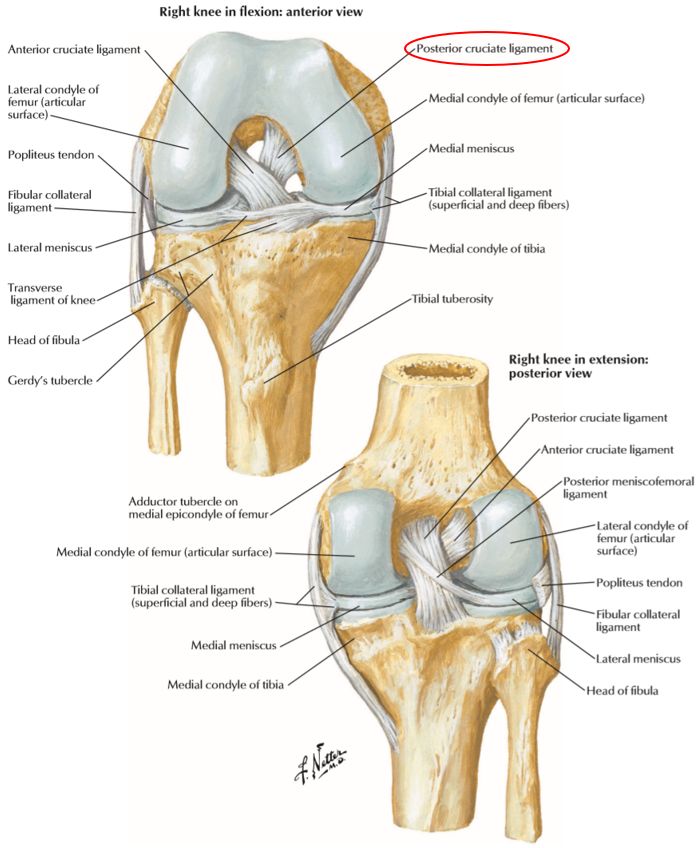 Right knee in flexion: anterior view
Anterior cruciate ligament
Posterior cruciate ligament
Lateral condyle of
femur (articular
surface)
Medial condyle of femur (articular surface)
Popliteus tendon
Medial meniscus
Fibular collateral
ligament
Tibial collateral ligament
(superficial and deep fibers)
Lateral meniscus
Medial condyle of tibia
Transverse
ligament of knee
Tibial tuberosity
Head of fibula
Gerdy's tubercle
Right knee in extension:
posterior view
Posterior cruciate ligament
Anterior cruciate ligament
Posterior meniscofemoral
ligament
Adductor tubercle on
medial epicondyle of femur
Lateral condyle of
femur (articular
surface)
Medial condyle of femur (articular surface)
Popliteus tendon
Tibial collateral ligament
(superficial and deep fibers)
Fibular collateral
ligament
Medial meniscus
Lateral meniscus
Medial condyle of tibia
Head of fibula
F. Netter
M.D.